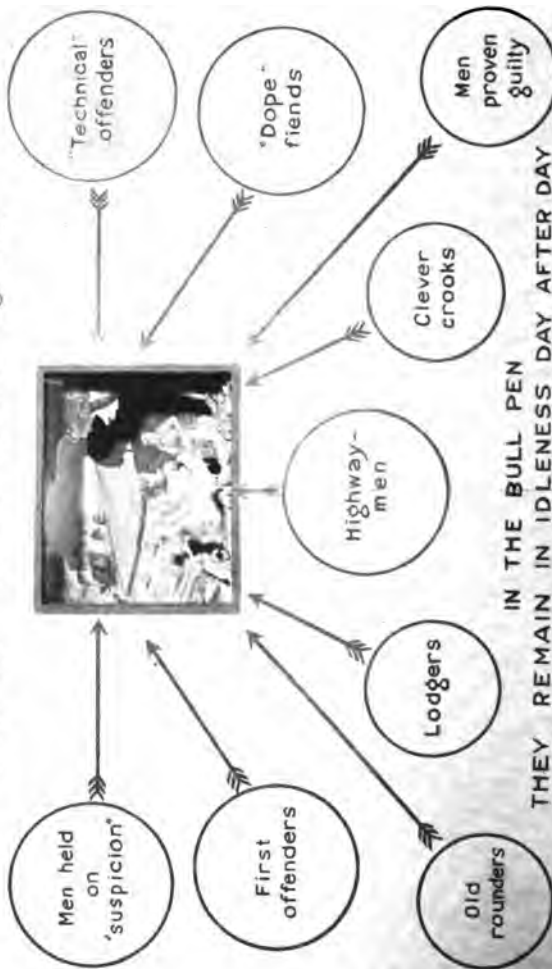 Men held
on
"suspicion"
First
offenders
Old
rounders
Lodgers
Highway-
men
Clever
crooks
Men
proven
guilty
"Dope"
fiends
"Technical"
offenders
IN THE BULL PEN
THEY REMAIN IN IDLENESS DAY AFTER DAY